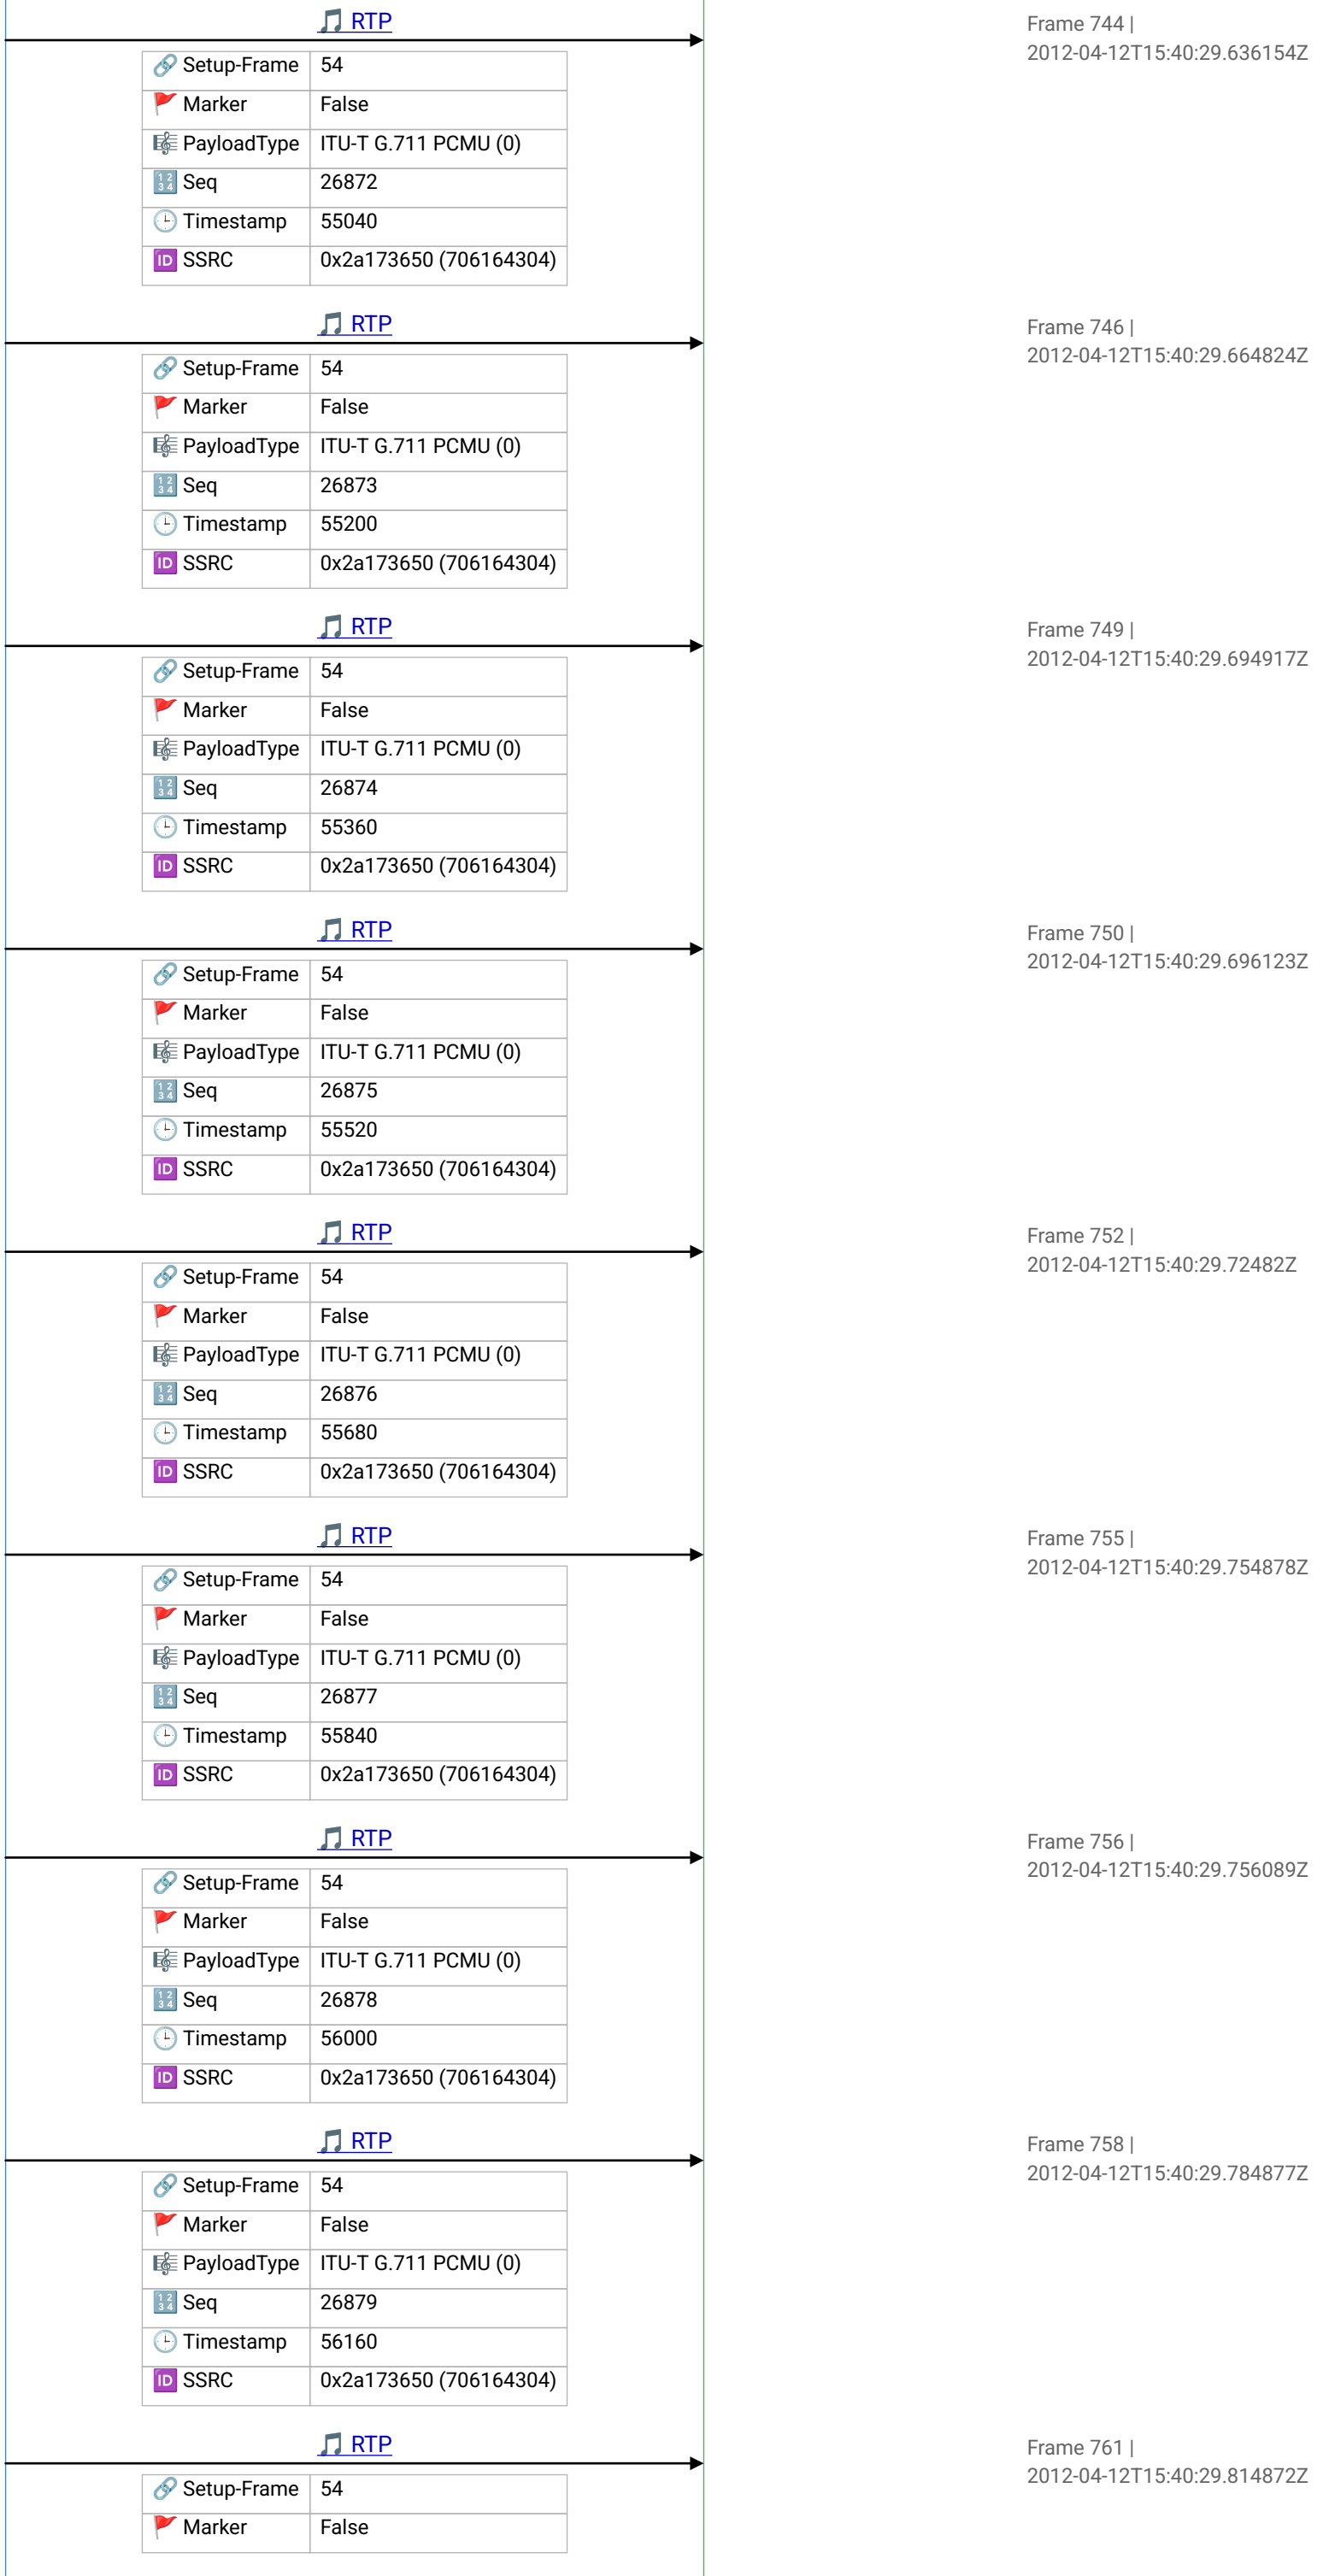 🎵 RTP
Frame 744 |
2012-04-12T15:40:29.636154Z
🔗 Setup-Frame 54
🚩 Marker False
🎼 PayloadType ITU-T G.711 PCMU (0)
🔢 Seq 26872
🕒 Timestamp 55040
🆔 SSRC 0x2a173650 (706164304)
🎵 RTP
Frame 746 |
2012-04-12T15:40:29.664824Z
🔗 Setup-Frame 54
🚩 Marker False
🎼 PayloadType ITU-T G.711 PCMU (0)
🔢 Seq 26873
🕒 Timestamp 55200
🆔 SSRC 0x2a173650 (706164304)
🎵 RTP
Frame 749 |
2012-04-12T15:40:29.694917Z
🔗 Setup-Frame 54
🚩 Marker False
🎼 PayloadType ITU-T G.711 PCMU (0)
🔢 Seq 26874
🕒 Timestamp 55360
🆔 SSRC 0x2a173650 (706164304)
🎵 RTP
Frame 750 |
2012-04-12T15:40:29.696123Z
🔗 Setup-Frame 54
🚩 Marker False
🎼 PayloadType ITU-T G.711 PCMU (0)
🔢 Seq 26875
🕒 Timestamp 55520
🆔 SSRC 0x2a173650 (706164304)
🎵 RTP
Frame 752 |
2012-04-12T15:40:29.72482Z
🔗 Setup-Frame 54
🚩 Marker False
🎼 PayloadType ITU-T G.711 PCMU (0)
🔢 Seq 26876
🕒 Timestamp 55680
🆔 SSRC 0x2a173650 (706164304)
🎵 RTP
Frame 755 |
2012-04-12T15:40:29.754878Z
🔗 Setup-Frame 54
🚩 Marker False
🎼 PayloadType ITU-T G.711 PCMU (0)
🔢 Seq 26877
🕒 Timestamp 55840
🆔 SSRC 0x2a173650 (706164304)
🎵 RTP
Frame 756 |
2012-04-12T15:40:29.756089Z
🔗 Setup-Frame 54
🚩 Marker False
🎼 PayloadType ITU-T G.711 PCMU (0)
🔢 Seq 26878
🕒 Timestamp 56000
🆔 SSRC 0x2a173650 (706164304)
🎵 RTP
Frame 758 |
2012-04-12T15:40:29.784877Z
🔗 Setup-Frame 54
🚩 Marker False
🎼 PayloadType ITU-T G.711 PCMU (0)
🔢 Seq 26879
🕒 Timestamp 56160
🆔 SSRC 0x2a173650 (706164304)
🎵 RTP
Frame 761 |
2012-04-12T15:40:29.814872Z
🔗 Setup-Frame 54
🚩 Marker False